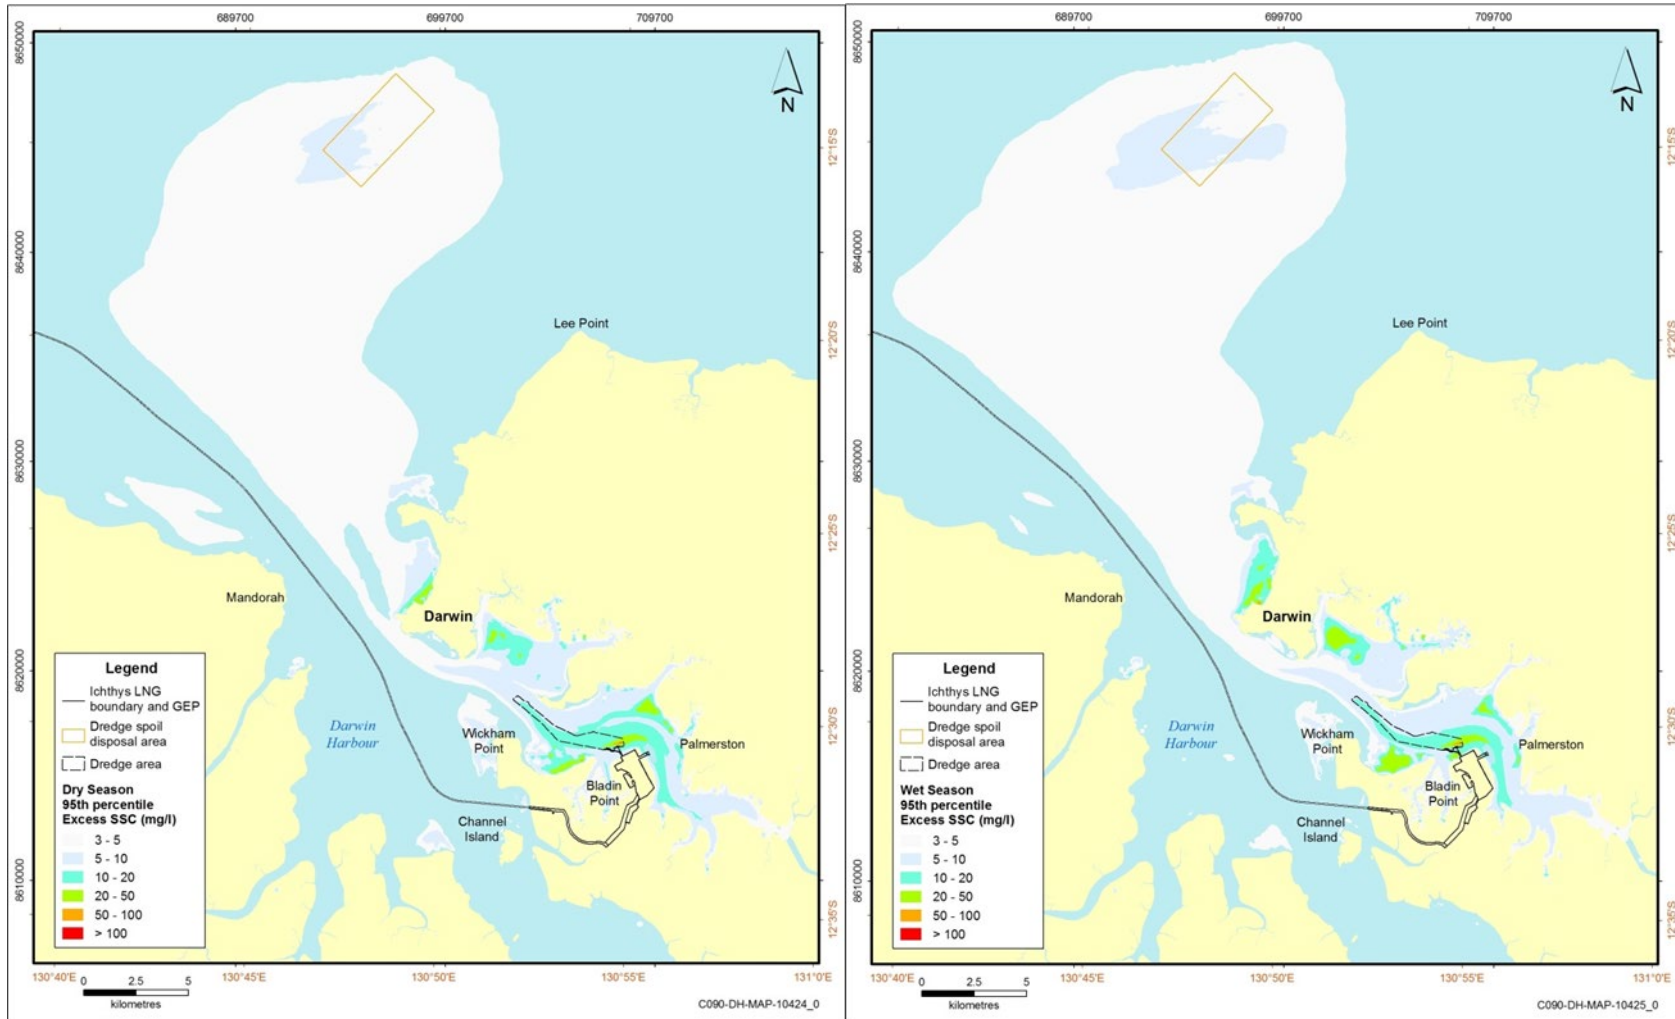 689700
699700
709700
8650000
8640000
8630000
8620000
8610000
N
12°15'S
12°20'S
12°25'S
12°30'S
12°35'S
Lee Point
Mandorah
Darwin
Darwin
Harbour
Wickham
Point
Palmerston
Bladin
Point
Channel
Island
Legend
Ichthys LNG
boundary and GEP
Dredge spoil
disposal area
Dredge area
Dry Season
95th percentile
Excess SSC (mg/l)
3 - 5
5 - 10
10 - 20
20 - 50
50 - 100
> 100
130°40'E
130°45'E
130°50'E
130°55'E
131°0'E
0 2.5 5
kilometres
C090-DH-MAP-10424_0
689700
699700
709700
8650000
8640000
8630000
8620000
8610000
N
12°15'S
12°20'S
12°25'S
12°30'S
12°35'S
Lee Point
Mandorah
Darwin
Darwin
Harbour
Wickham
Point
Palmerston
Bladin
Point
Channel
Island
Legend
Ichthys LNG
boundary and GEP
Dredge spoil
disposal area
Dredge area
Wet Season
95th percentile
Excess SSC (mg/l)
3 - 5
5 - 10
10 - 20
20 - 50
50 - 100
> 100
130°40'E
130°45'E
130°50'E
130°55'E
131°0'E
0 2.5 5
kilometres
C090-DH-MAP-10425_0